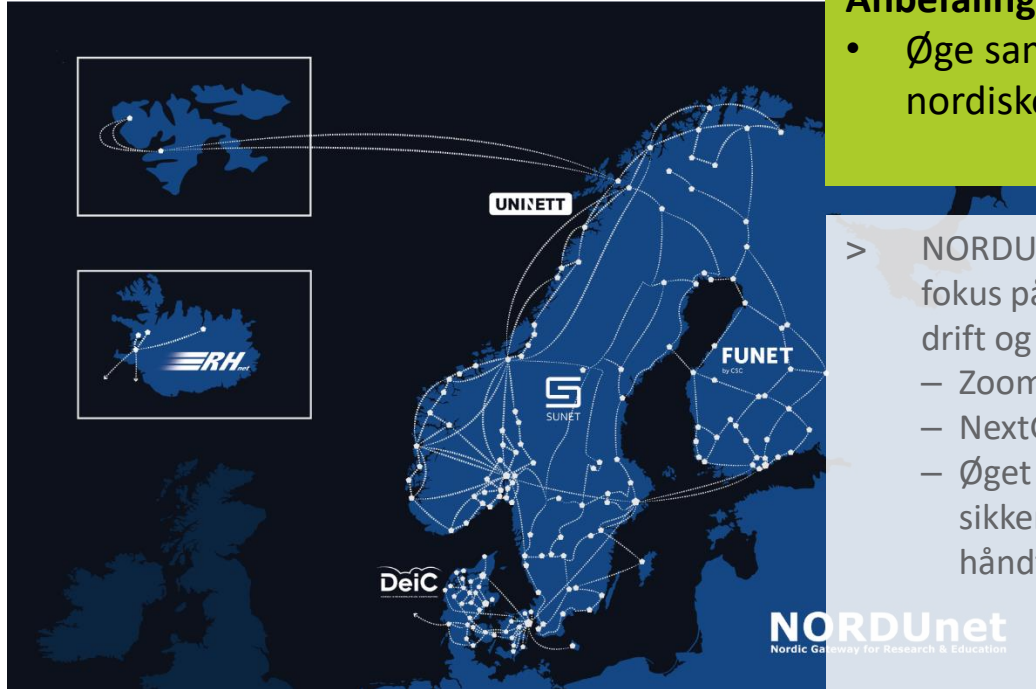 Anbefaling
• Øge
nordiske
UNINETT
RHnet
SUNET
FUNET
by CSC
DeiC
NORDUnet
Nordic Gateway for Research & Education
> NORDU
fokus på
drift og
– Zoom
– Next
– Øget
sikke
hånd